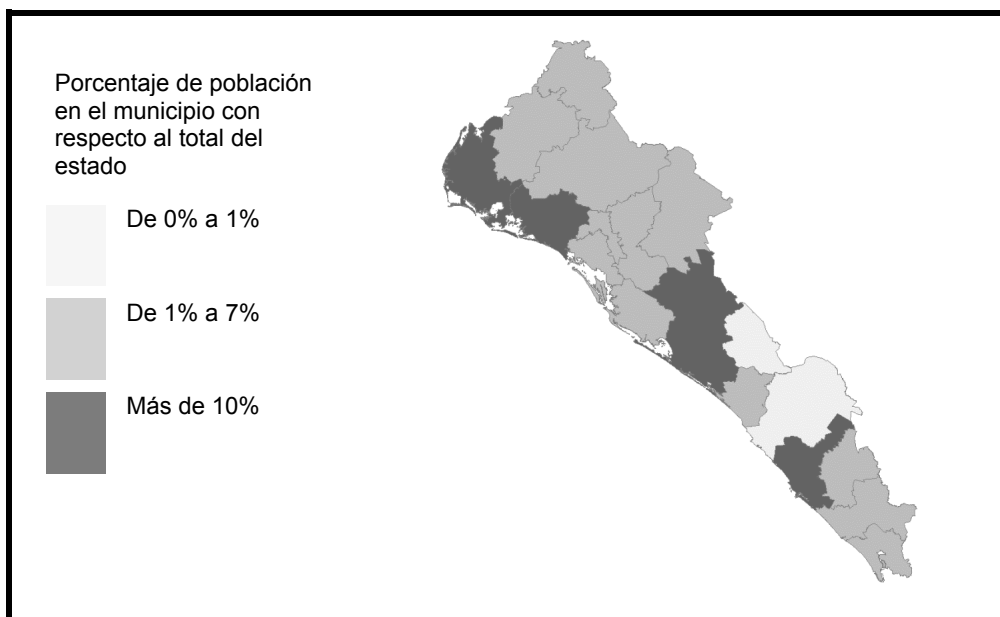 Porcentaje de población
en el municipio con
respecto al total del
estado
De 0% a 1%
De 1% a 7%
Más de 10%